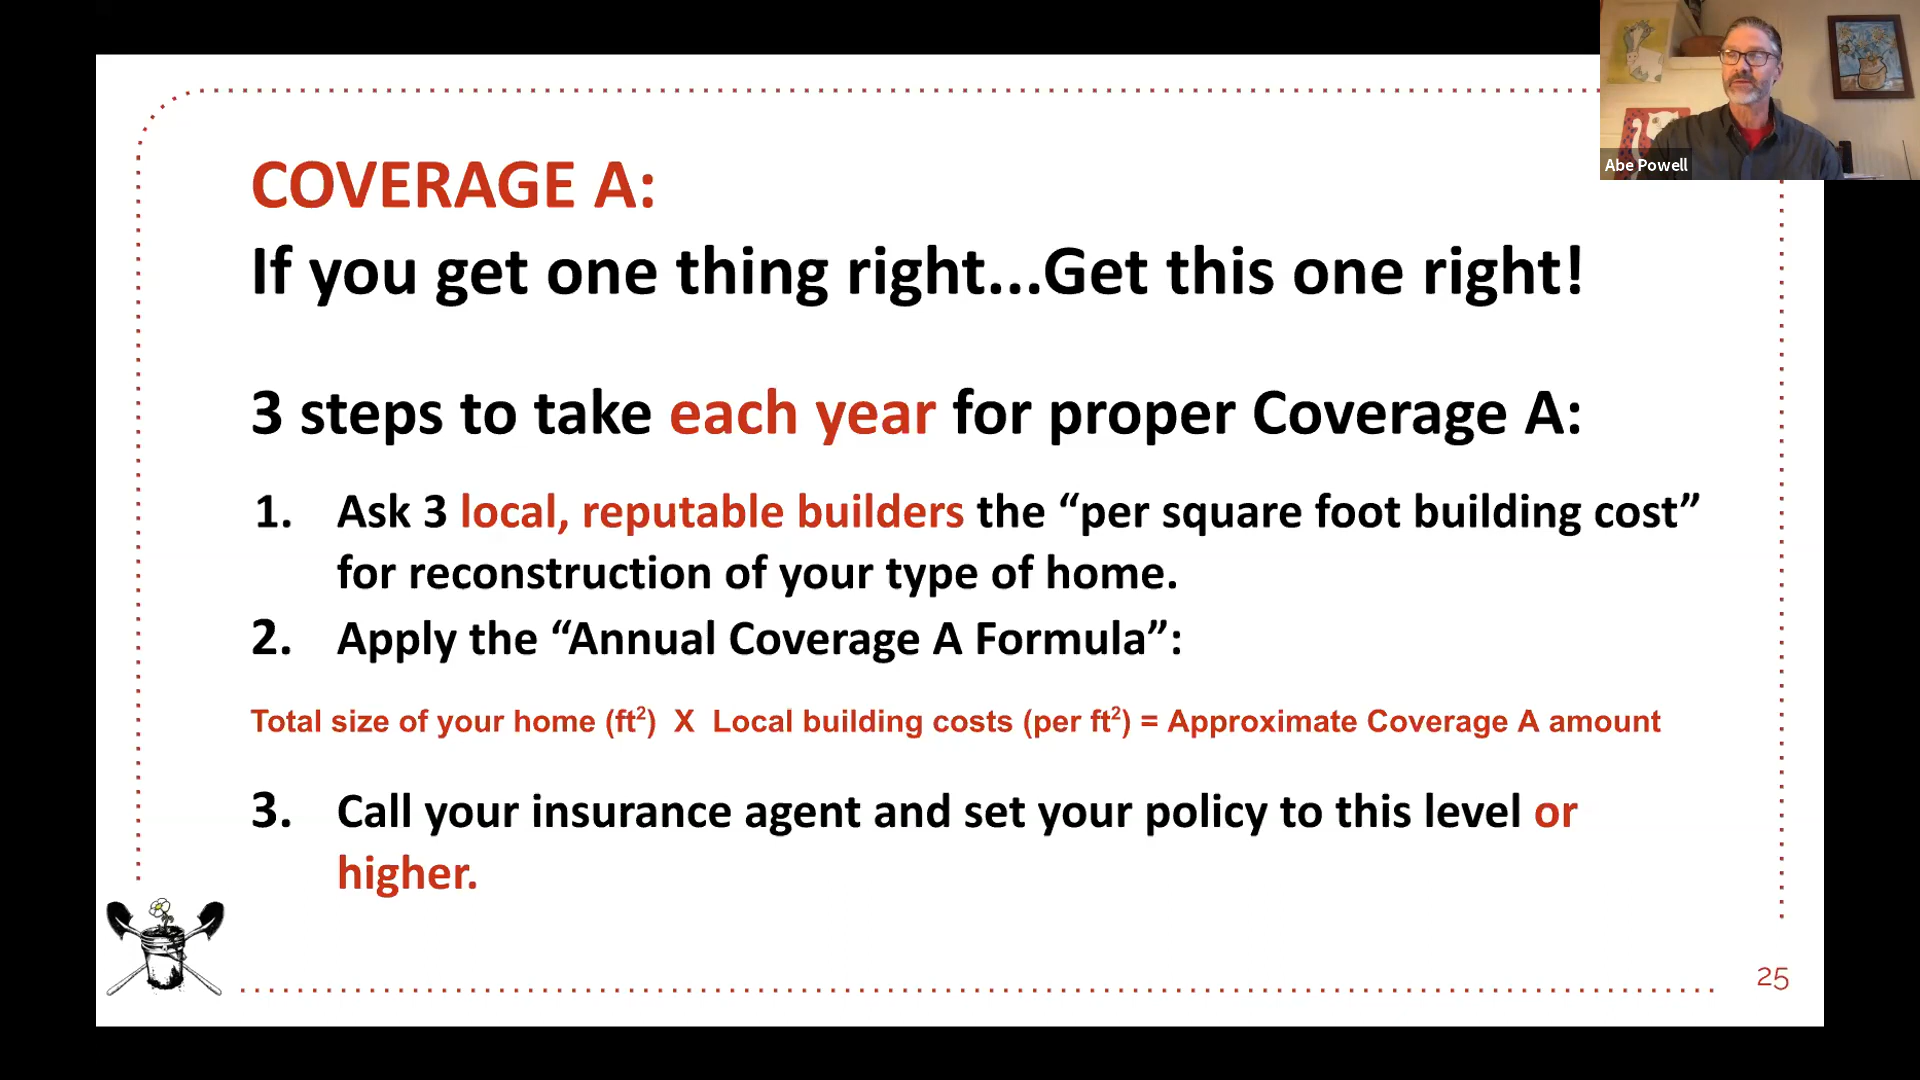 Abe Powell
COVERAGE A:
If you get one thing right...Get this one right!
3 steps to take each year for proper Coverage A:
1. Ask 3 local, reputable builders the “per square foot building cost”
for reconstruction of your type of home.
2. Apply the “Annual Coverage A Formula”:
Total size of your home (ft²) X Local building costs (per ft²) = Approximate Coverage A amount
3. Call your insurance agent and set your policy to this level or
higher.
25